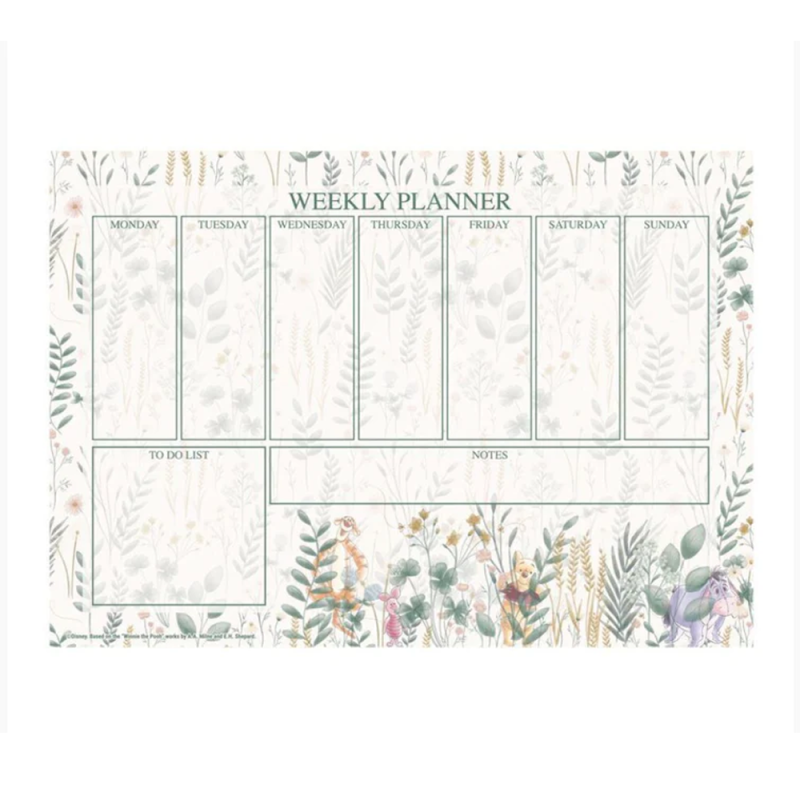 WEEKLY PLANNER
MONDAY TUESDAY WEDNESDAY THURSDAY FRIDAY SATURDAY SUNDAY
TO DO LIST NOTES
©Disney. Based on the "Winnie the Pooh" works by A.A. Milne and E.H. Shepard.